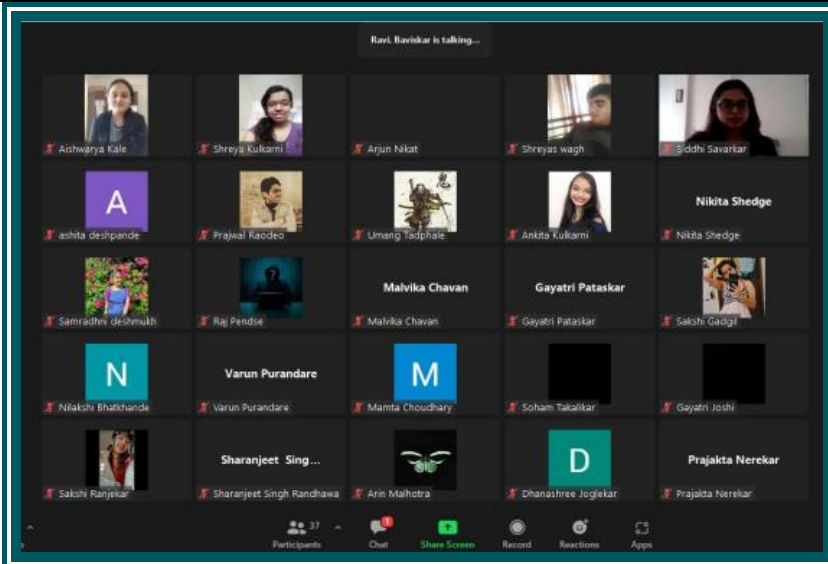 Ravi. Baviskar is talking...
Aishwarya Kale
Shreya Kulkarni
Arjun Nikat
Shreyas wagh
Siddhi Savarkar
A
ashita deshpande
Prajwal Raodeo
Umang Tadphale
Ankita Kulkarni
Nikita Shedge
Nikita Shedge
Samradhni deshmukh
Raj Pendse
Malvika Chavan
Malvika Chavan
Gayatri Pataskar
Gayatri Pataskar
Sakshi Gadgil
N
Nilakshi Bhatkhande
Varun Purandare
Varun Purandare
M
Mamta Choudhary
Soham Takalikar
Gayatri Joshi
Sakshi Ranjekar
Sharanjeet Sing...
Sharanjeet Singh Randhawa
Arin Malhotra
D
Dhanashree Joglekar
Prajakta Nerekar
Prajakta Nerekar
37
Participants
1
Chat
Share Screen
Record
Reactions
Apps